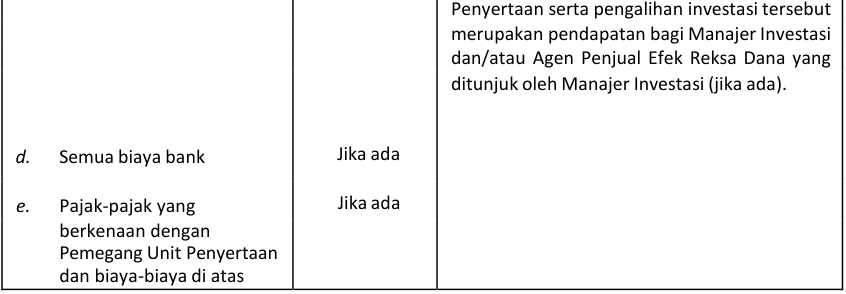 Penyertaan serta pengalihan investasi tersebut
merupakan pendapatan bagi Manajer Investasi
dan/atau Agen Penjual Efek Reksa Dana yang
ditunjuk oleh Manajer Investasi (jika ada).
d. Semua biaya bank Jika ada
e. Pajak-pajak yang Jika ada
berkenaan dengan
Pemegang Unit Penyertaan
dan biaya-biaya di atas